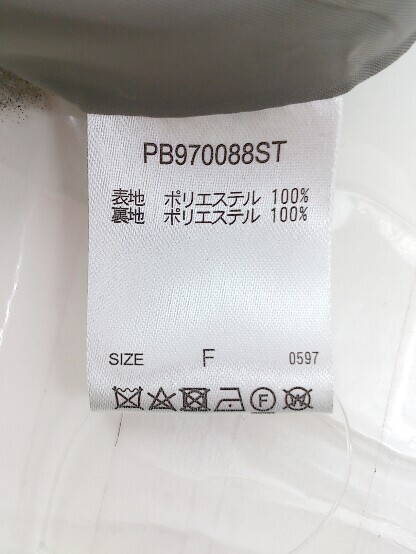 PB970088ST
表地 ポリエステル 100%
裏地 ポリエステル 100%
SIZE F 0597
F W